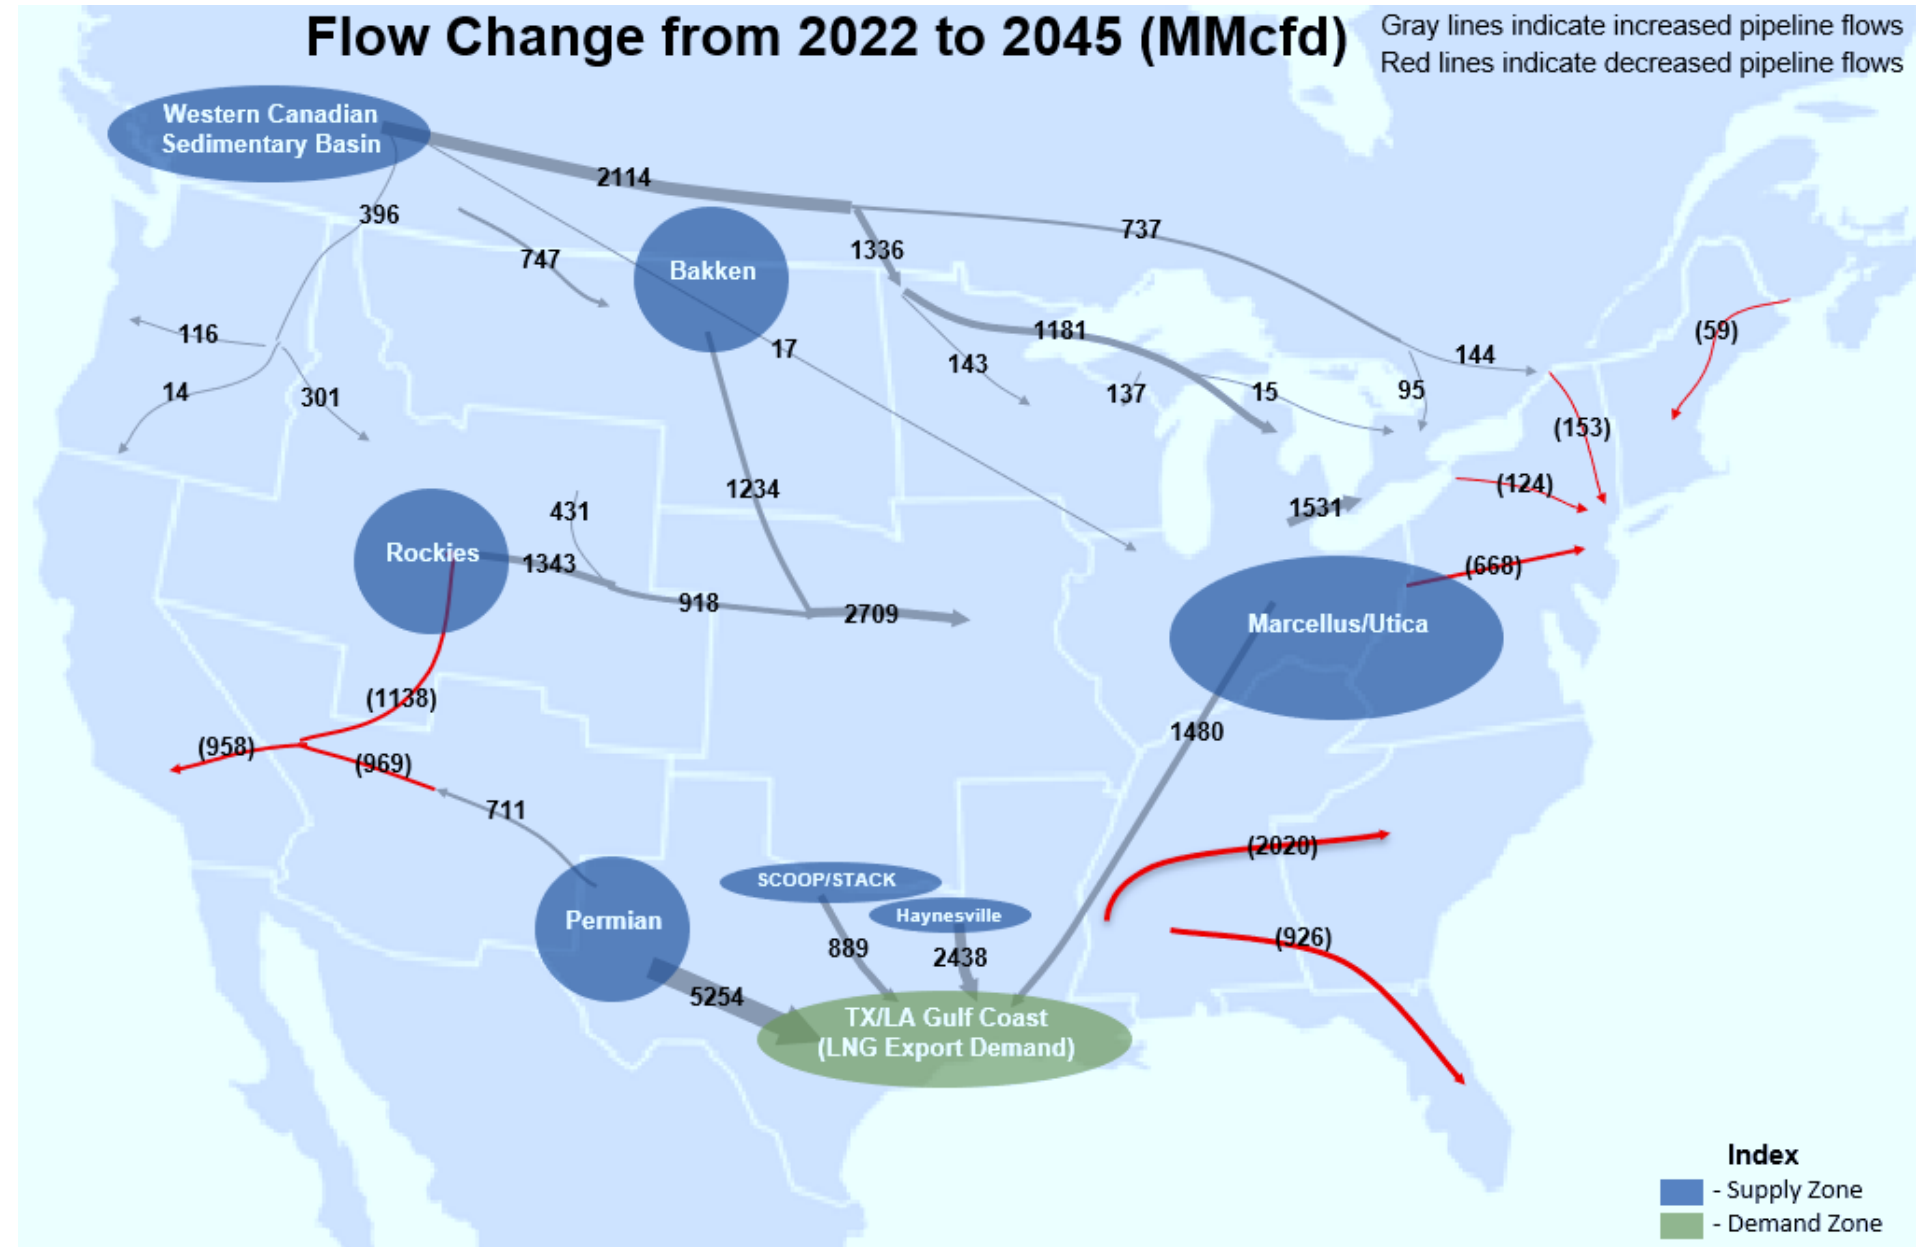 Flow Change from 2022 to 2045 (MMcfd)
Gray lines indicate increased pipeline flows
Red lines indicate decreased pipeline flows
Western Canadian
Sedimentary Basin
2114
396
737
747
1336
Bakken
116
17
1181
143
137
15
144
95
(59)
14
301
(153)
1234
431
1531
(124)
Rockies
1343
(668)
918
2709
Marcellus/Utica
(1138)
(958)
(969)
1480
711
(2020)
SCOOP/STACK
Haynesville
Permian
889
2438
(926)
5254
TX/LA Gulf Coast
(LNG Export Demand)
Index
- Supply Zone
- Demand Zone